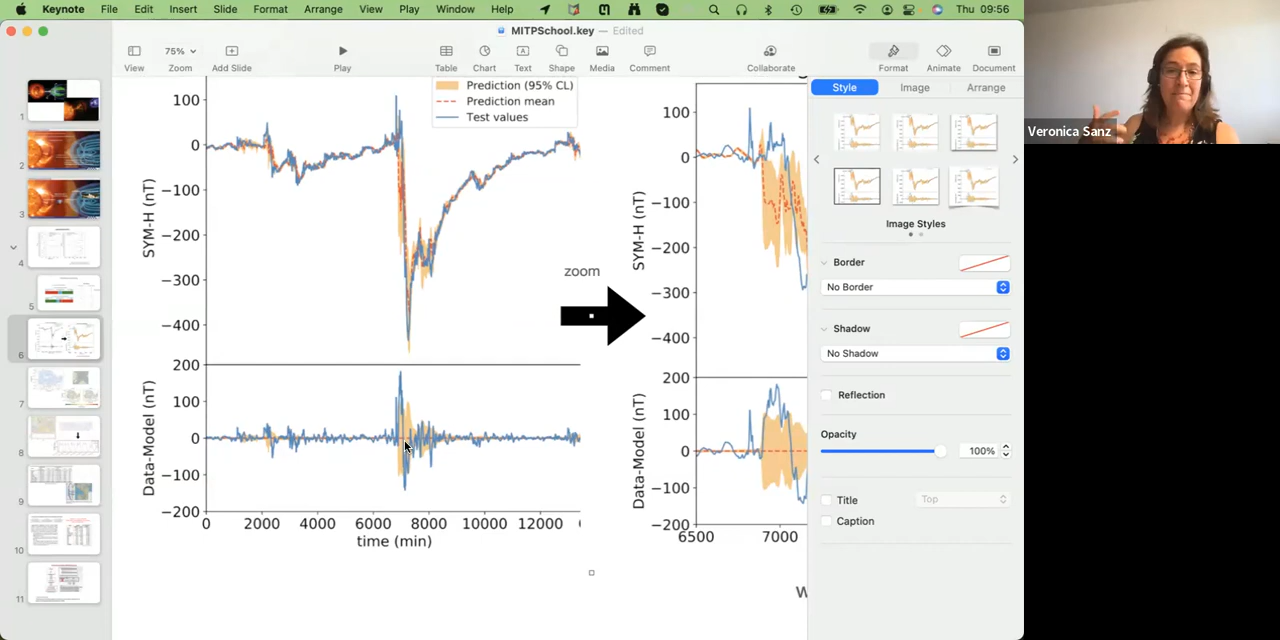 Keynote File Edit Insert Slide Format Arrange View Play Window Help Thu 09:56
MITPSchool.key — Edited
75%
View Zoom Add Slide Play Table Chart Text Shape Media Comment Collaborate Format Animate Document
Style Image Arrange
Veronica Sanz
Image Styles
Border
No Border
Shadow
No Shadow
Reflection
Opacity
100%
Title Top
Caption
1
2
3
4
5
6
7
8
9
10
11
Prediction (95% CL)
Prediction mean
Test values
SYM-H (nT)
100
0
−100
−200
−300
−400
Data-Model (nT)
200
100
0
−100
−200
0 2000 4000 6000 8000 10000 12000
time (min)
zoom
SYM-H (nT)
100
0
−100
−200
−300
−400
Data-Model (nT)
200
100
0
−100
−200
6500 7000